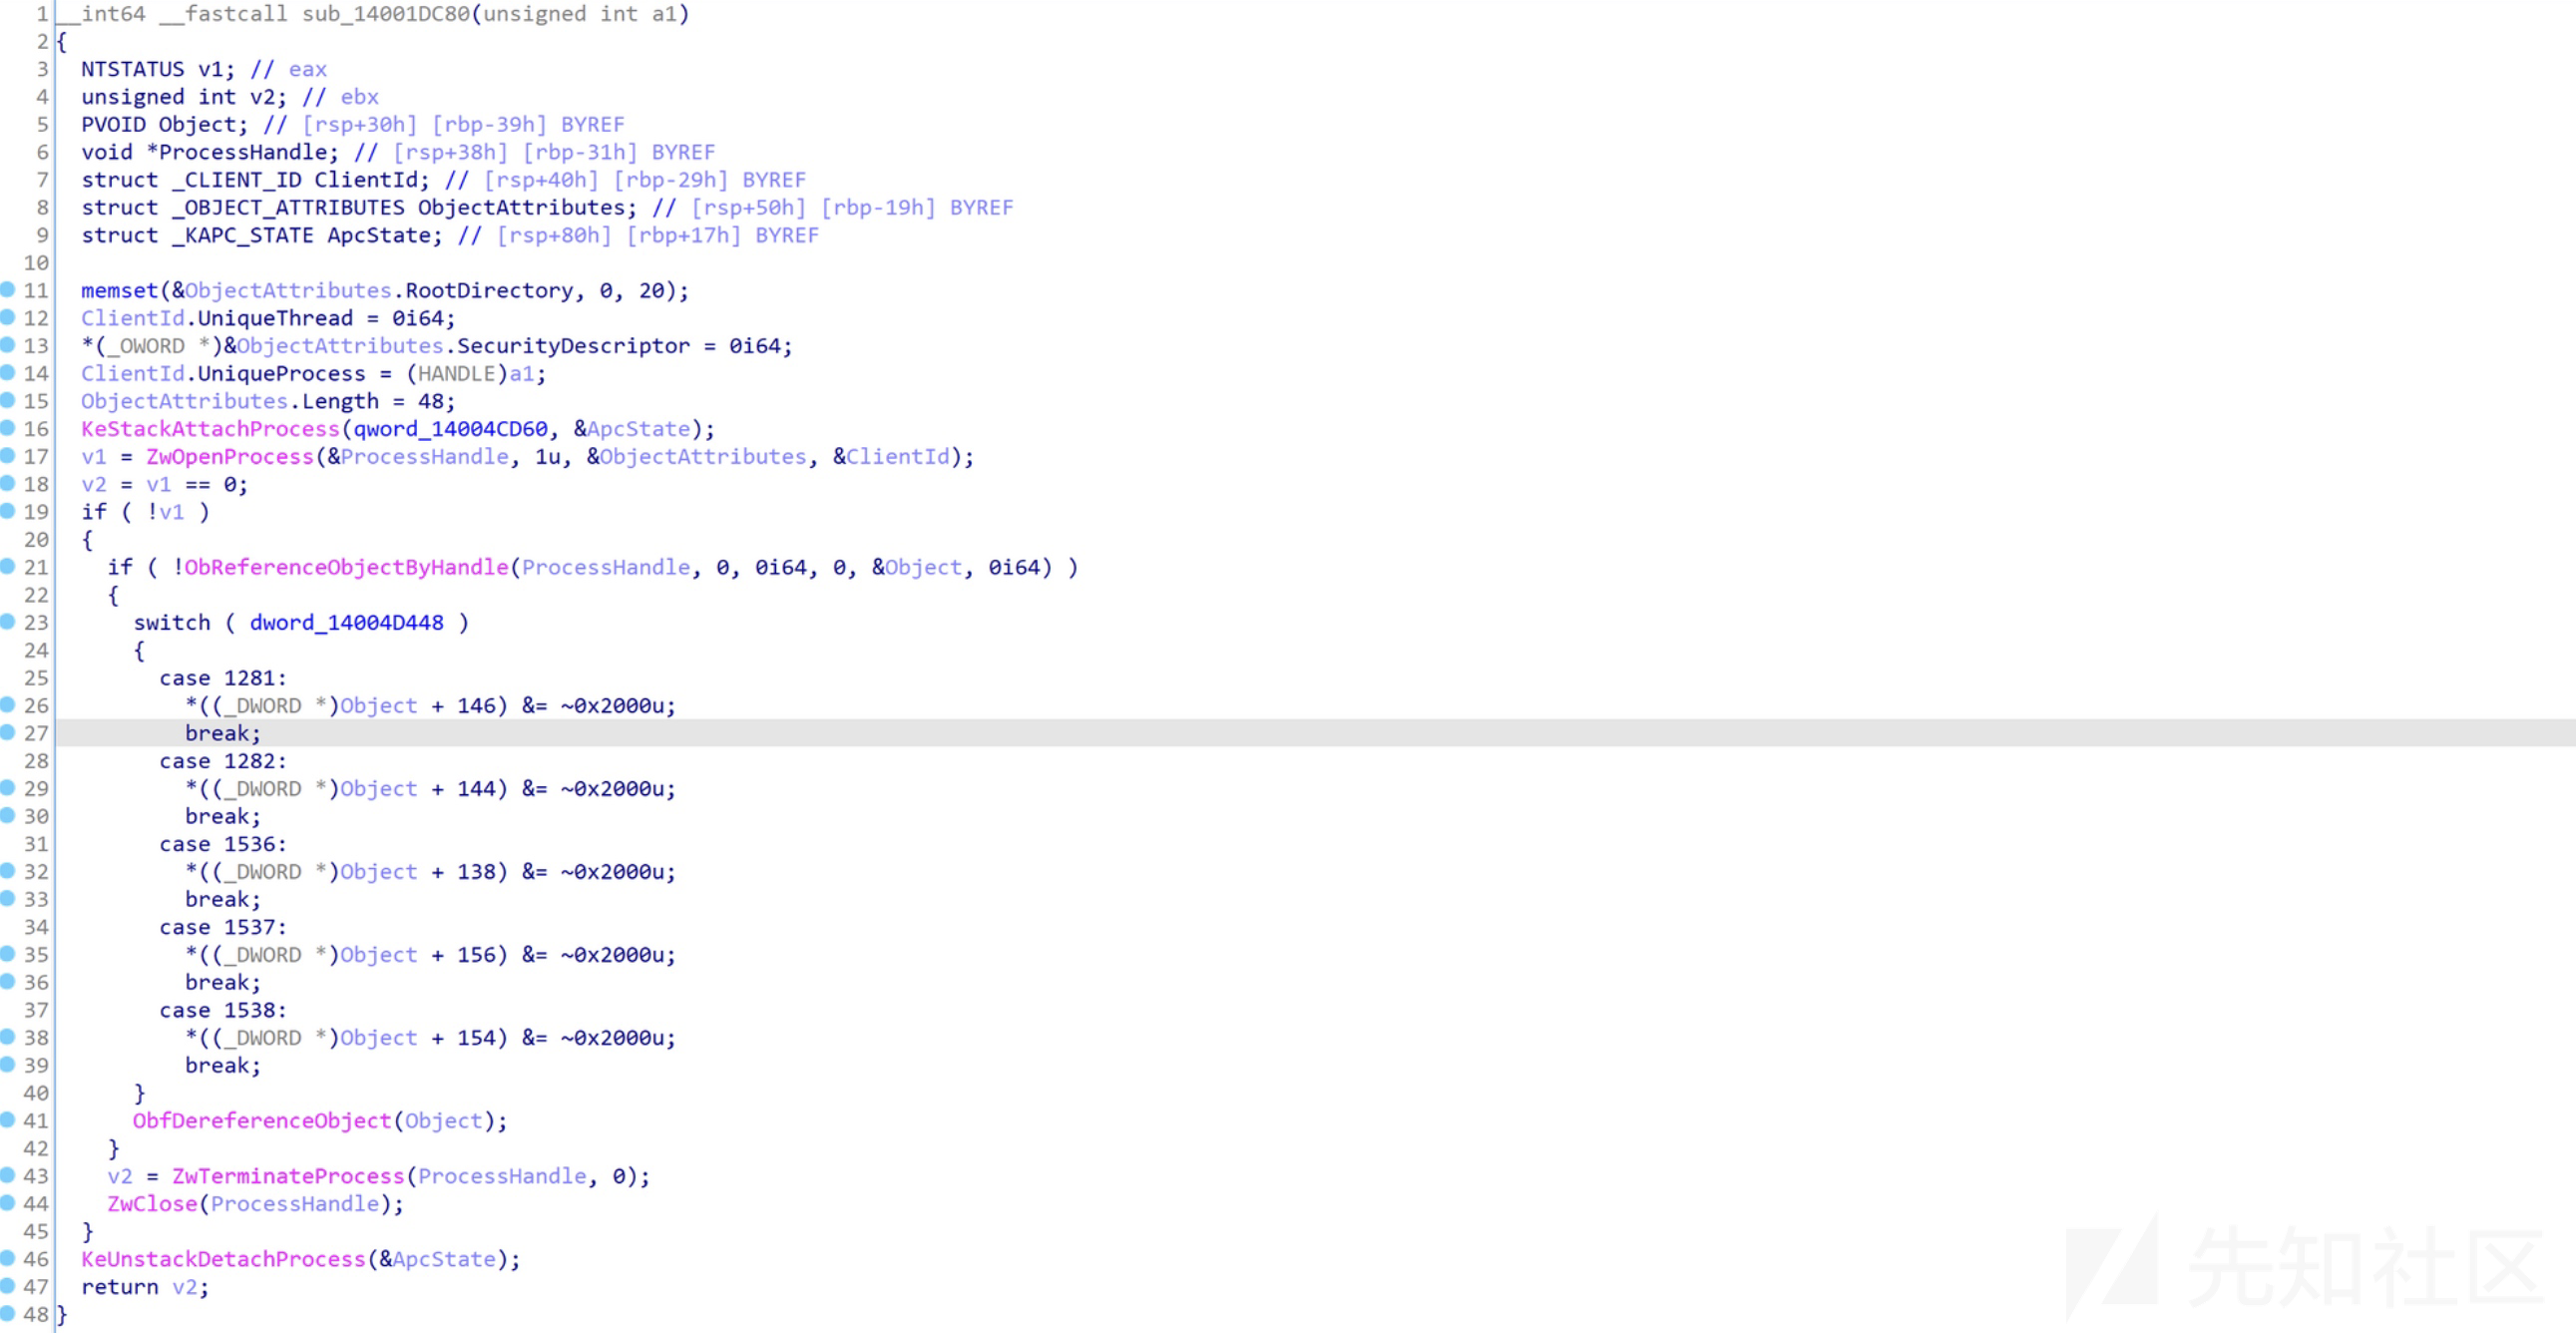 1 __int64 __fastcall sub_14001DC80(unsigned int a1)
2 {
3 NTSTATUS v1; // eax
4 unsigned int v2; // ebx
5 PVOID Object; // [rsp+30h] [rbp-39h] BYREF
6 void *ProcessHandle; // [rsp+38h] [rbp-31h] BYREF
7 struct _CLIENT_ID ClientId; // [rsp+40h] [rbp-29h] BYREF
8 struct _OBJECT_ATTRIBUTES ObjectAttributes; // [rsp+50h] [rbp-19h] BYREF
9 struct _KAPC_STATE ApcState; // [rsp+80h] [rbp+17h] BYREF
10
11 memset(&ObjectAttributes.RootDirectory, 0, 20);
12 ClientId.UniqueThread = 0i64;
13 *(_OWORD *)&ObjectAttributes.SecurityDescriptor = 0i64;
14 ClientId.UniqueProcess = (HANDLE)a1;
15 ObjectAttributes.Length = 48;
16 KeStackAttachProcess(qword_14004CD60, &ApcState);
17 v1 = ZwOpenProcess(&ProcessHandle, 1u, &ObjectAttributes, &ClientId);
18 v2 = v1 == 0;
19 if ( !v1 )
20 {
21 if ( !ObReferenceObjectByHandle(ProcessHandle, 0, 0i64, 0, &Object, 0i64) )
22 {
23 switch ( dword_14004D448 )
24 {
25 case 1281:
26 *((_DWORD *)Object + 146) &= ~0x2000u;
27 break;
28 case 1282:
29 *((_DWORD *)Object + 144) &= ~0x2000u;
30 break;
31 case 1536:
32 *((_DWORD *)Object + 138) &= ~0x2000u;
33 break;
34 case 1537:
35 *((_DWORD *)Object + 156) &= ~0x2000u;
36 break;
37 case 1538:
38 *((_DWORD *)Object + 154) &= ~0x2000u;
39 break;
40 }
41 ObfDereferenceObject(Object);
42 }
43 v2 = ZwTerminateProcess(ProcessHandle, 0);
44 ZwClose(ProcessHandle);
45 }
46 KeUnstackDetachProcess(&ApcState);
47 return v2;
48 }
先知社区